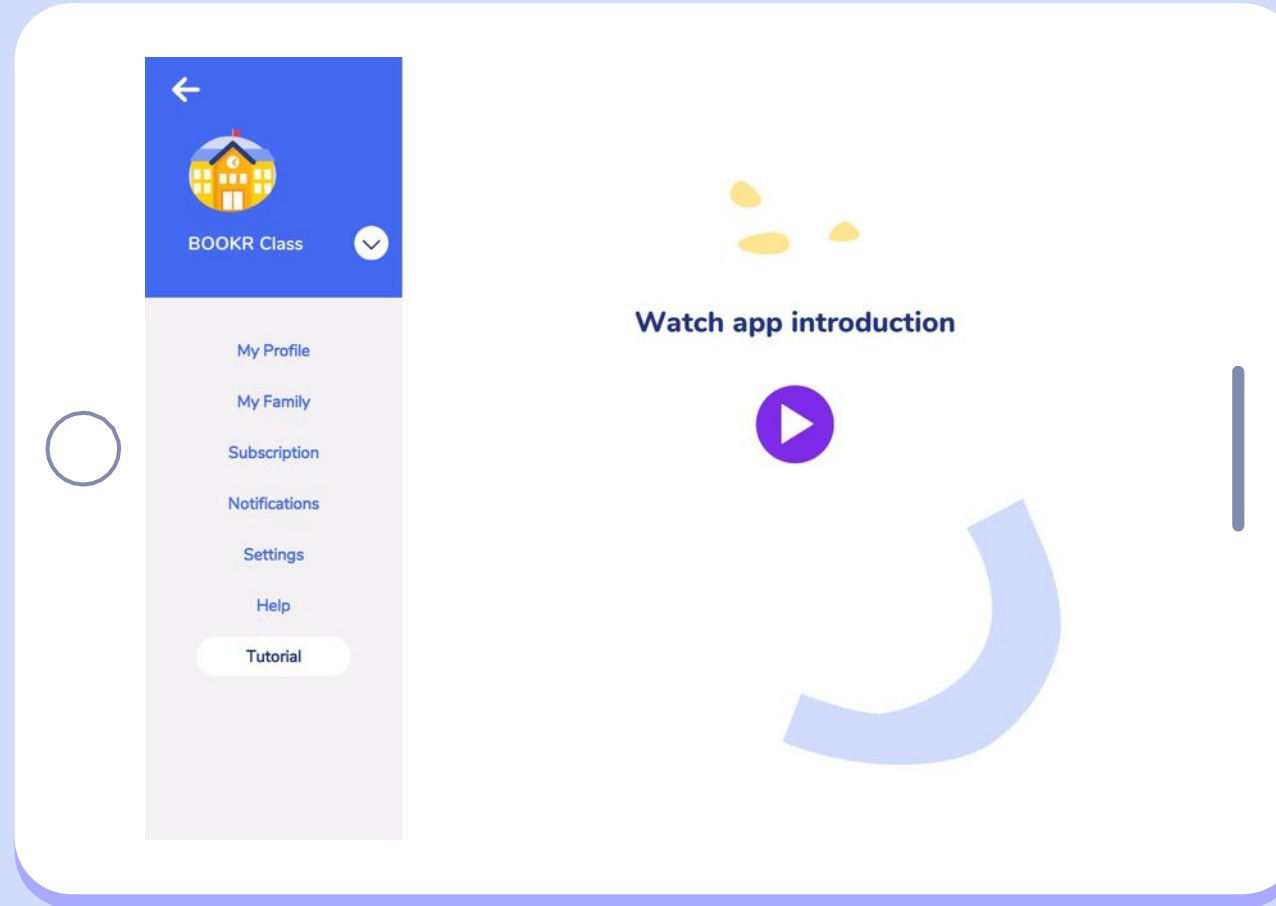 BOOKR Class
My Profile
My Family
Subscription
Notifications
Settings
Help
Tutorial
Watch app introduction